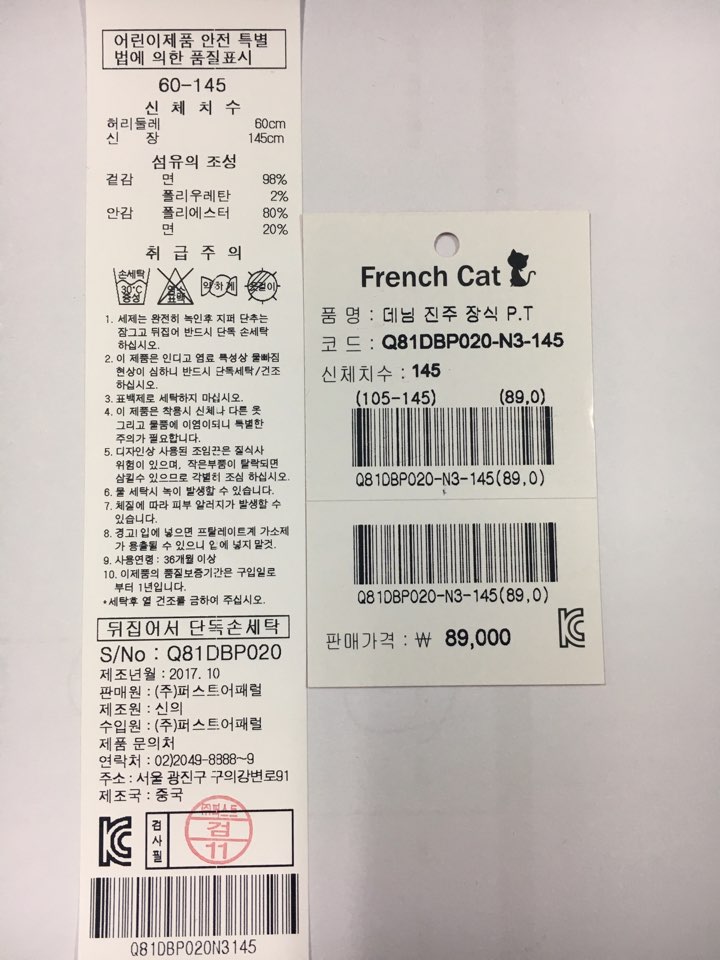 어린이제품 안전 특별
법에 의한 품질표시
60-145
신 체 치 수
허리둘레 60cm
신 장 145cm
섬유의 조성
겉감 면 98%
폴리우레탄 2%
안감 폴리에스터 80%
면 20%
취 급 주 의
손세탁 30°C 중성 염소 표백 약하게 옷걸이
1. 세제는 완전히 녹인후 지퍼 단추는
잠그고 뒤집어 반드시 단독 손세탁
하십시오.
2. 이 제품은 인디고 염료 특성상 물빠짐
현상이 심하니 반드시 단독세탁/건조
하십시오.
3. 표백제로 세탁하지 마십시오.
4. 이 제품은 착용시 신체나 다른 옷
그리고 물품에 이염이되니 특별한
주의가 필요합니다.
5. 디자인상 사용된 조임끈은 질식사
위험이 있으며, 작은부품이 탈락되면
삼킬수 있으므로 각별히 조심 하십시오.
6. 물 세탁시 녹이 발생할 수 있습니다.
7. 체질에 따라 피부 알러지가 발생할 수
있습니다.
8. 경고! 입에 넣으면 프탈레이트계 가소제
가 용출될 수 있으니 입에 넣지 말것.
9. 사용연령 : 36개월 이상
10. 이제품의 품질보증기간은 구입일로
부터 1년입니다.
*세탁후 열 건조를 금하여 주십시오.
뒤집어서 단독손세탁
S/No : Q81DBP020
제조년월 : 2017. 10
판매원 : (주)퍼스트어패럴
제조원 : 신의
수입원 : (주)퍼스트어패럴
제품 문의처
연락처 : 02)2049-8888~9
주소 : 서울 광진구 구의강변로91
제조국 : 중국
KC 검사필 (주)퍼스트 검 11
Q81DBP020N3145
French Cat
품 명 : 데님 진주 장식 P.T
코 드 : Q81DBP020-N3-145
신체치수 : 145
(105-145) (89,0)
Q81DBP020-N3-145(89,0)
Q81DBP020-N3-145(89,0)
판매가격 : ₩ 89,000 KC